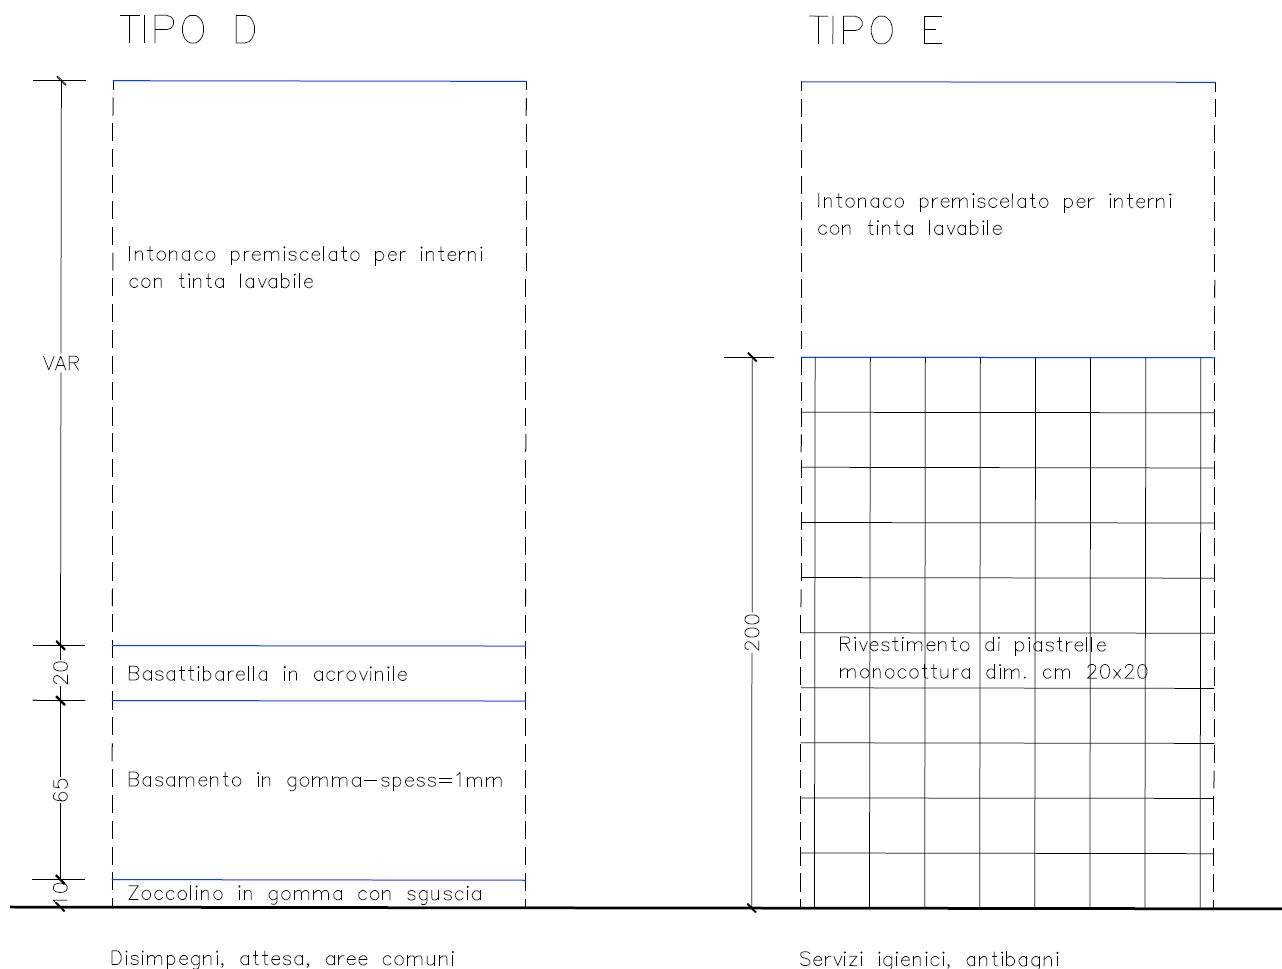 TIPO D
TIPO E
Intonaco premiscelato per interni
con tinta lavabile
Intonaco premiscelato per interni
con tinta lavabile
VAR
20
Basattibarella in acrovinile
65
Basamento in gomma-spess=1mm
10
Zoccolino in gomma con sguscia
200
Rivestimento di piastrelle
monocottura dim. cm 20x20
Disimpegni, attesa, aree comuni
Servizi igienici, antibagni